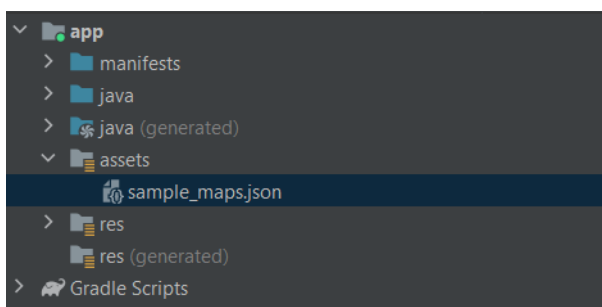 app
manifests
java
java (generated)
assets
sample_maps.json
res
res (generated)
Gradle Scripts